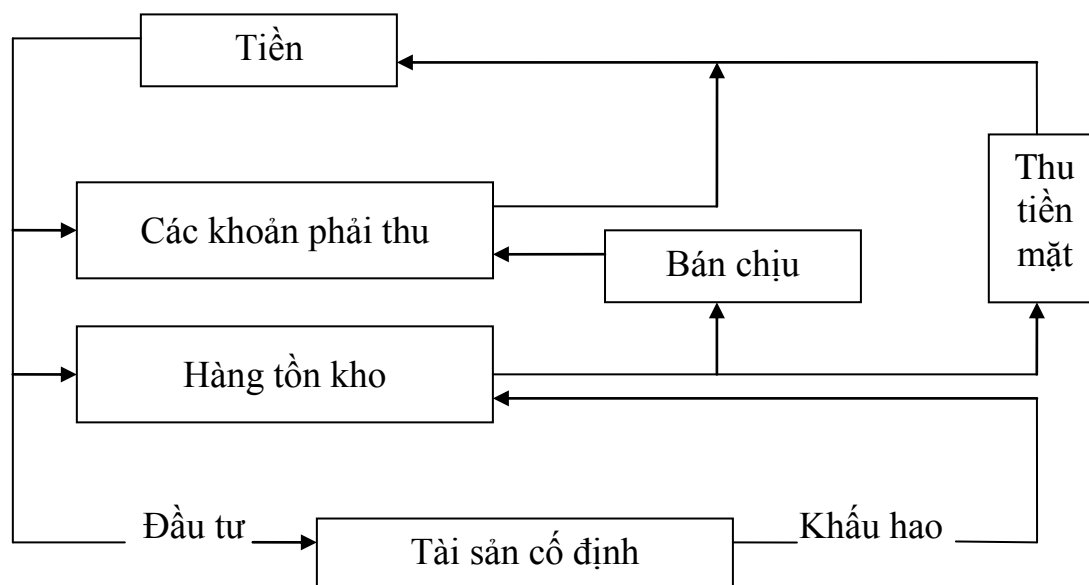 Tiền
Thu
tiền
mặt
Các khoản phải thu
Bán chịu
Hàng tồn kho
Đầu tư
Tài sản cố định
Khấu hao